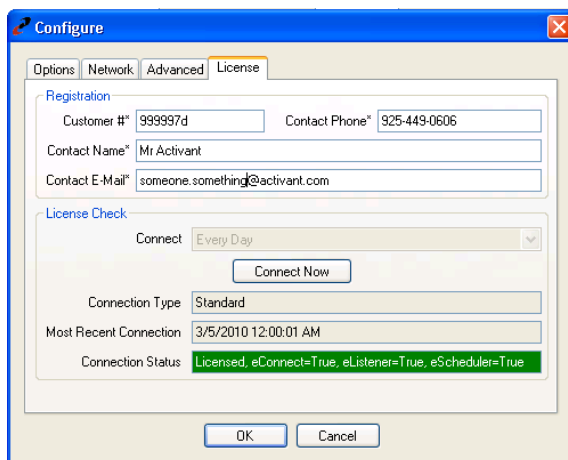 Configure
Options Network Advanced License
Registration
Customer #* 999997d Contact Phone* 925-449-0606
Contact Name* Mr Activant
Contact E-Mail* someone.something@activant.com
License Check
Connect Every Day
Connect Now
Connection Type Standard
Most Recent Connection 3/5/2010 12:00:01 AM
Connection Status Licensed, eConnect=True, eListener=True, eScheduler=True
OK Cancel